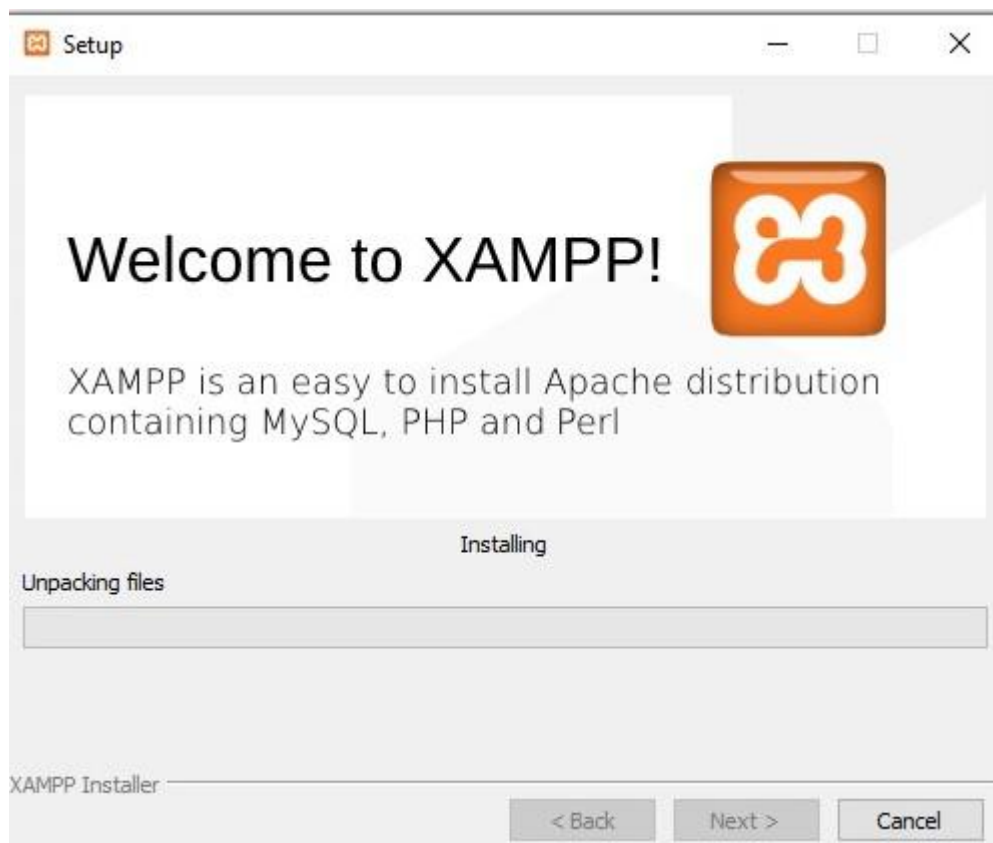 Setup
Welcome to XAMPP!
XAMPP is an easy to install Apache distribution
containing MySQL, PHP and Perl
Installing
Unpacking files
XAMPP Installer
< Back
Next >
Cancel